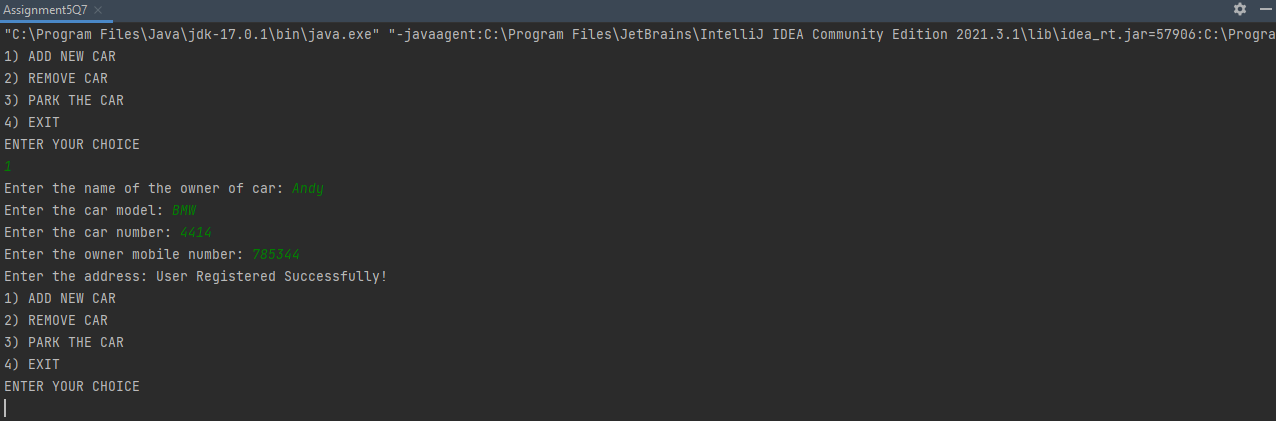 Assignment5Q7
"C:\Program Files\Java\jdk-17.0.1\bin\java.exe" "-javaagent:C:\Program Files\JetBrains\IntelliJ IDEA Community Edition 2021.3.1\lib\idea_rt.jar=57906:C:\Progra
1) ADD NEW CAR
2) REMOVE CAR
3) PARK THE CAR
4) EXIT
ENTER YOUR CHOICE
1
Enter the name of the owner of car: Andy
Enter the car model: BMW
Enter the car number: 4414
Enter the owner mobile number: 785344
Enter the address: User Registered Successfully!
1) ADD NEW CAR
2) REMOVE CAR
3) PARK THE CAR
4) EXIT
ENTER YOUR CHOICE